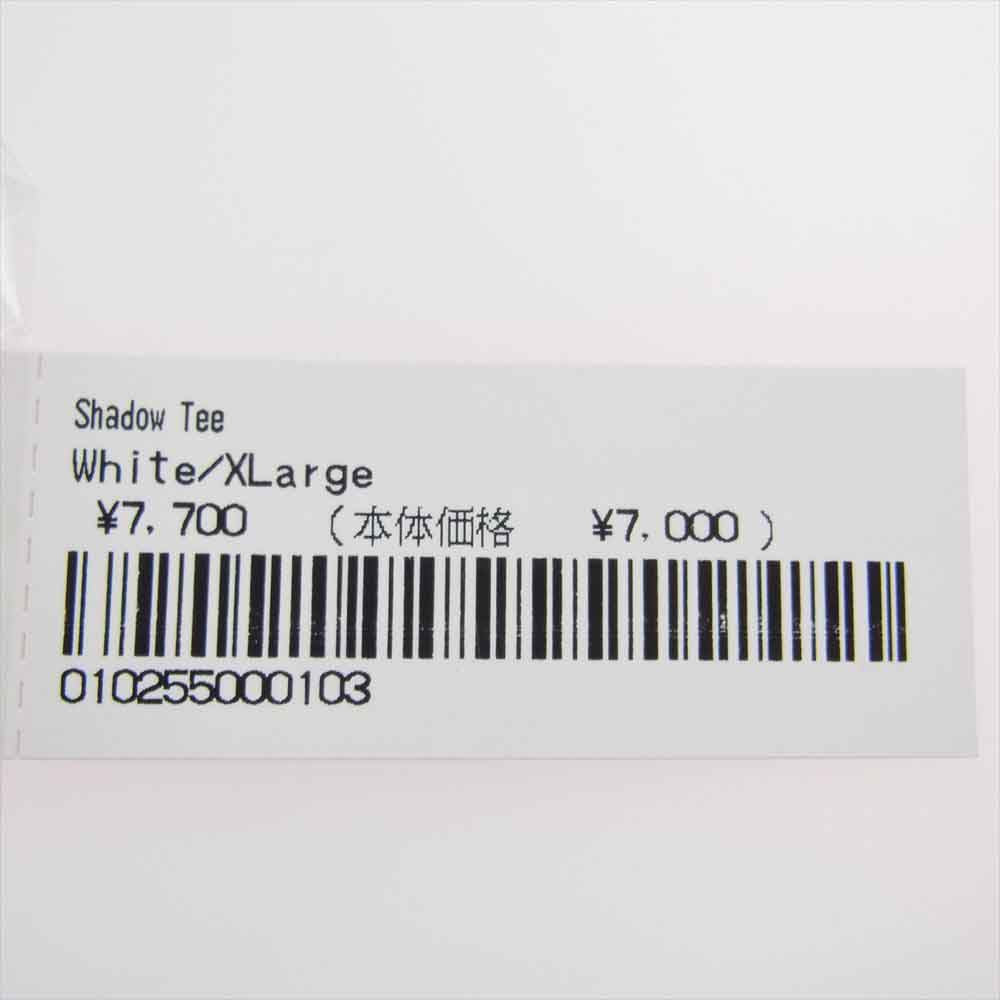 Shadow Tee
White/XLarge
¥7,700 (本体価格 ¥7,000)
010255000103